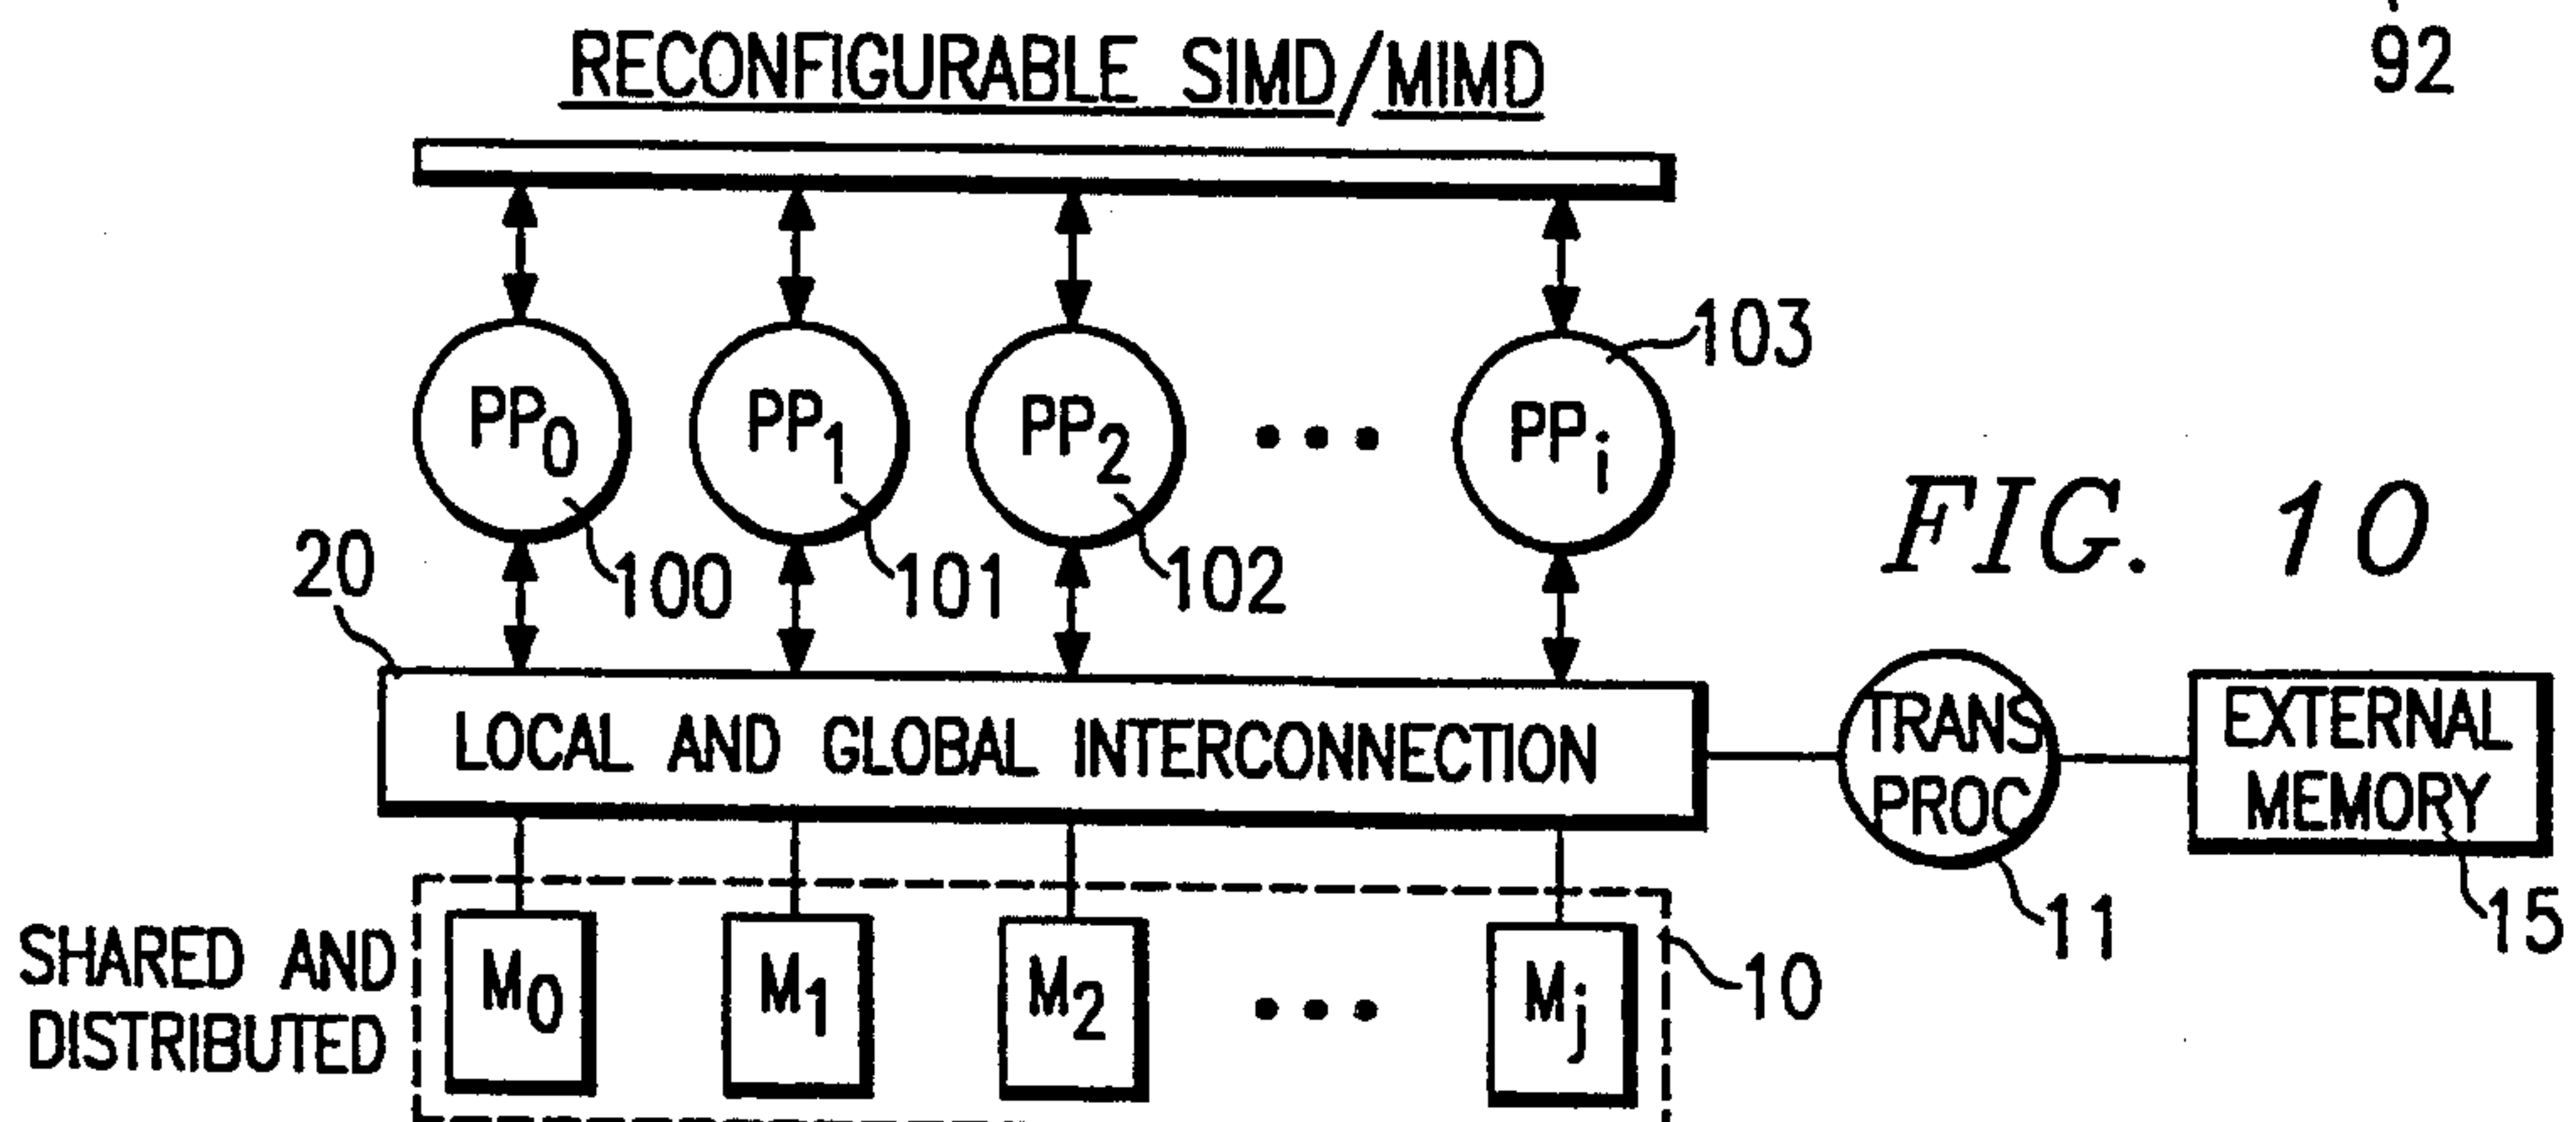 92
RECONFIGURABLE SIMD/MIMD
PP0
PP1
PP2
• • •
PPi
103
100
101
102
FIG. 10
20
LOCAL AND GLOBAL INTERCONNECTION
TRANS
PROC
11
EXTERNAL
MEMORY
15
SHARED AND
DISTRIBUTED
M0
M1
M2
• • •
Mj
10